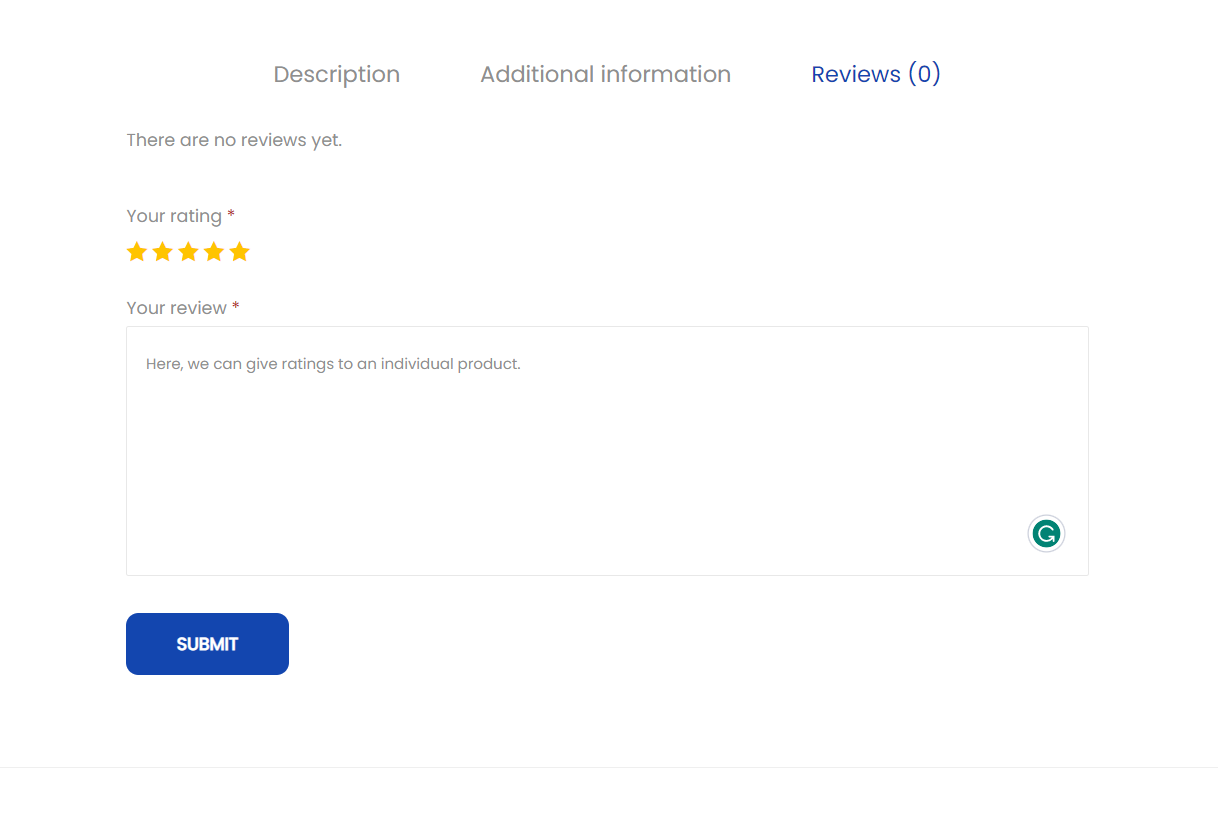 Description Additional information Reviews (0)
There are no reviews yet.
Your rating *
Your review *
Here, we can give ratings to an individual product.
SUBMIT